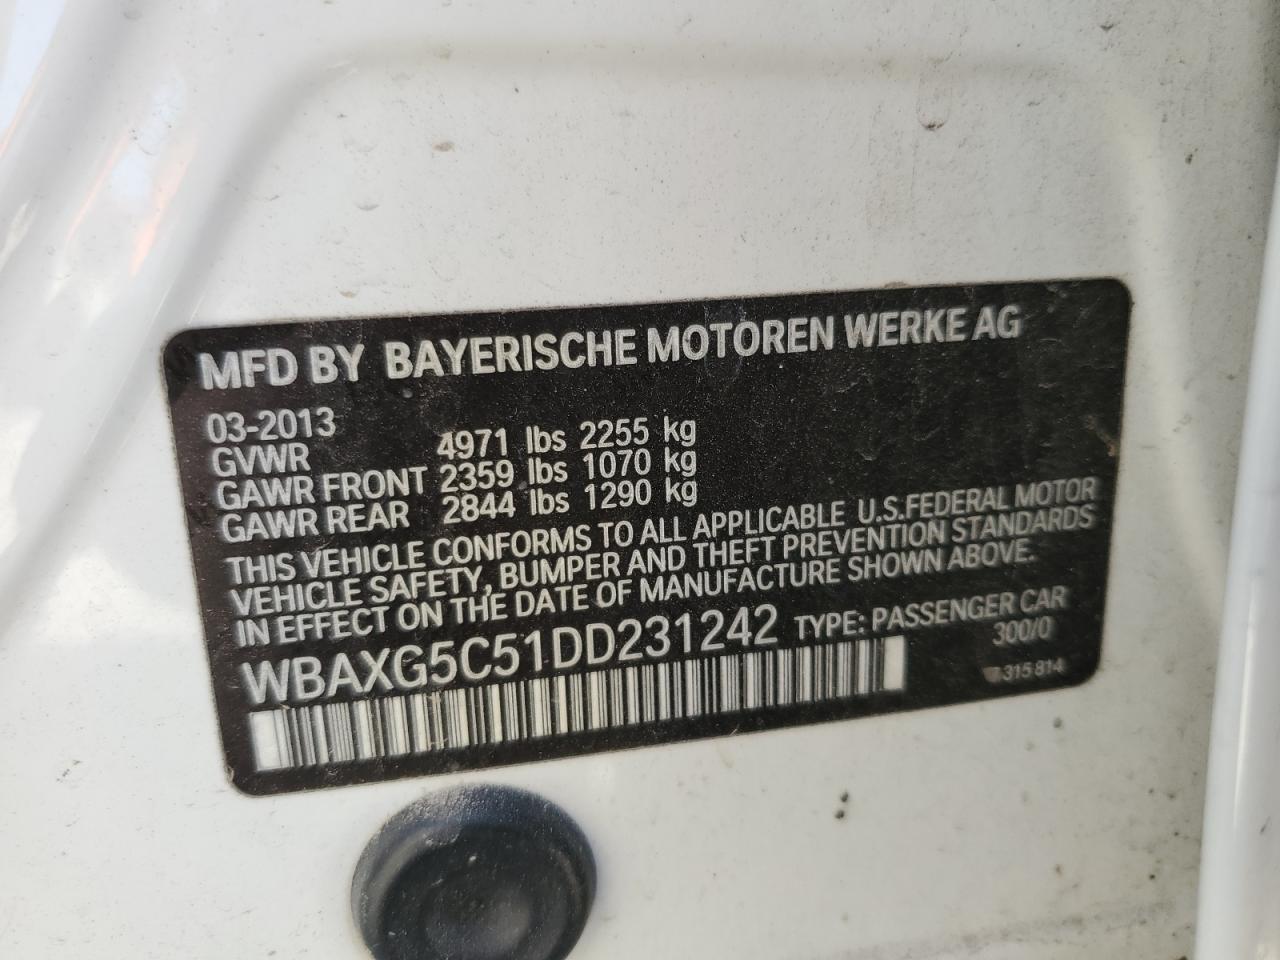 MFD BY BAYERISCHE MOTOREN WERKE AG
03-2013
GVWR 4971 lbs 2255 kg
GAWR FRONT 2359 lbs 1070 kg
GAWR REAR 2844 lbs 1290 kg
THIS VEHICLE CONFORMS TO ALL APPLICABLE U.S.FEDERAL MOTOR
VEHICLE SAFETY, BUMPER AND THEFT PREVENTION STANDARDS
IN EFFECT ON THE DATE OF MANUFACTURE SHOWN ABOVE.
WBAXG5C51DD231242 TYPE: PASSENGER CAR
300/0
315 814